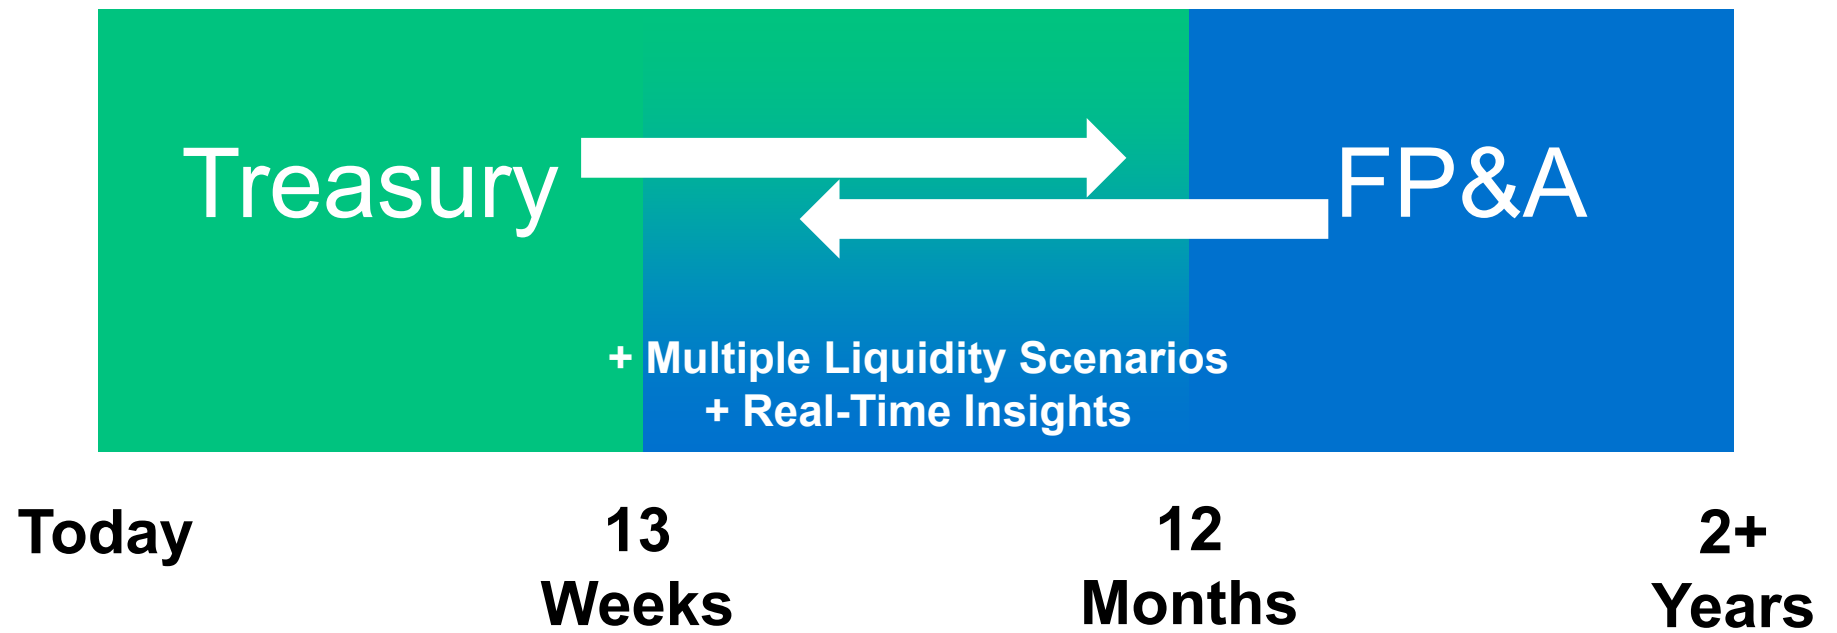 Treasury
FP&A
+ Multiple Liquidity Scenarios
+ Real-Time Insights
Today
13
Weeks
12
Months
2+
Years